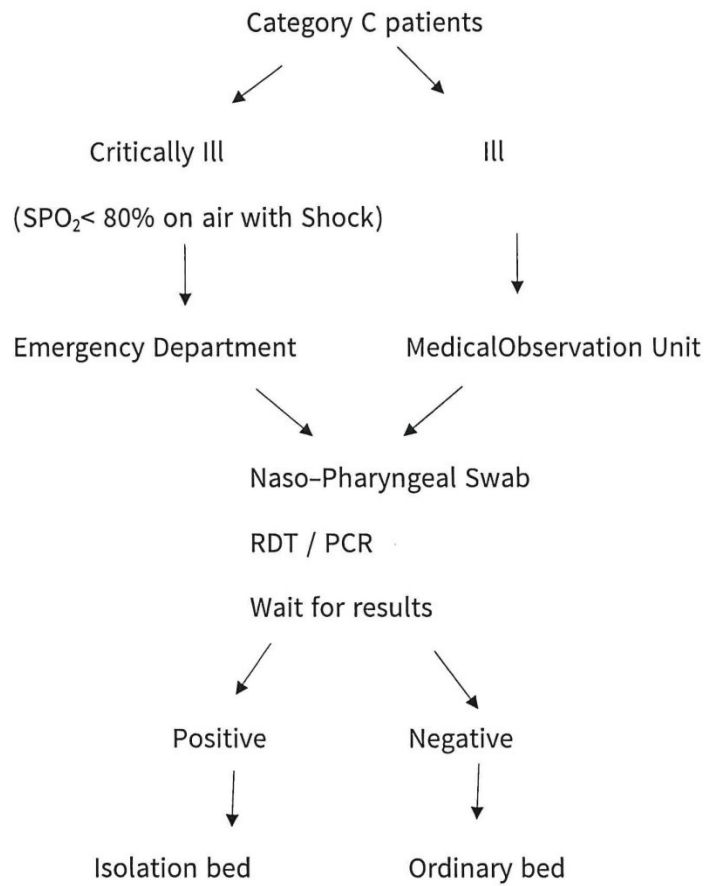 Category C patients
Critically Ill
Ill
(SPO₂< 80% on air with Shock)
Emergency Department
MedicalObservation Unit
Naso–Pharyngeal Swab
RDT / PCR
Wait for results
Positive
Negative
Isolation bed
Ordinary bed